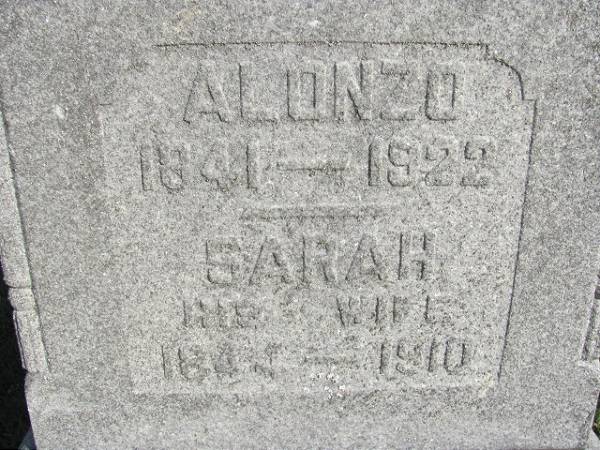 ALONZO
1841 — 1922
SARAH
HIS WIFE
— 1910